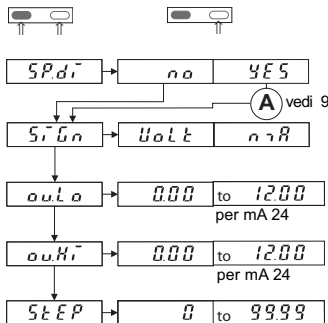 SP.di no YES
A vedi 9
SiGn VoLt mA
ou.Lo 0.00 to 12.00
per mA 24
ou.Hi 0.00 to 12.00
per mA 24
StEP 0 to 99.99